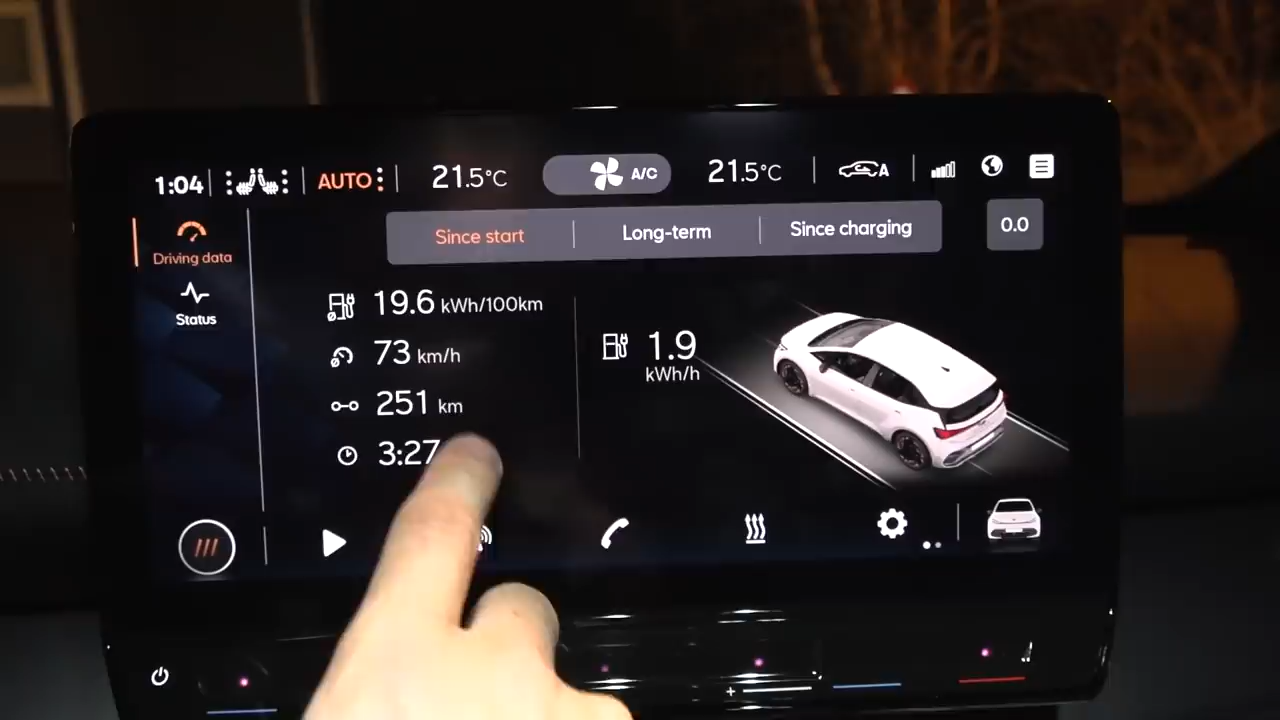 1:04 AUTO 21.5°C A/C 21.5°C A
Since start Long-term Since charging 0.0
Driving data
Status
19.6 kWh/100km
73 km/h
251 km
3:27
1.9
kWh/h